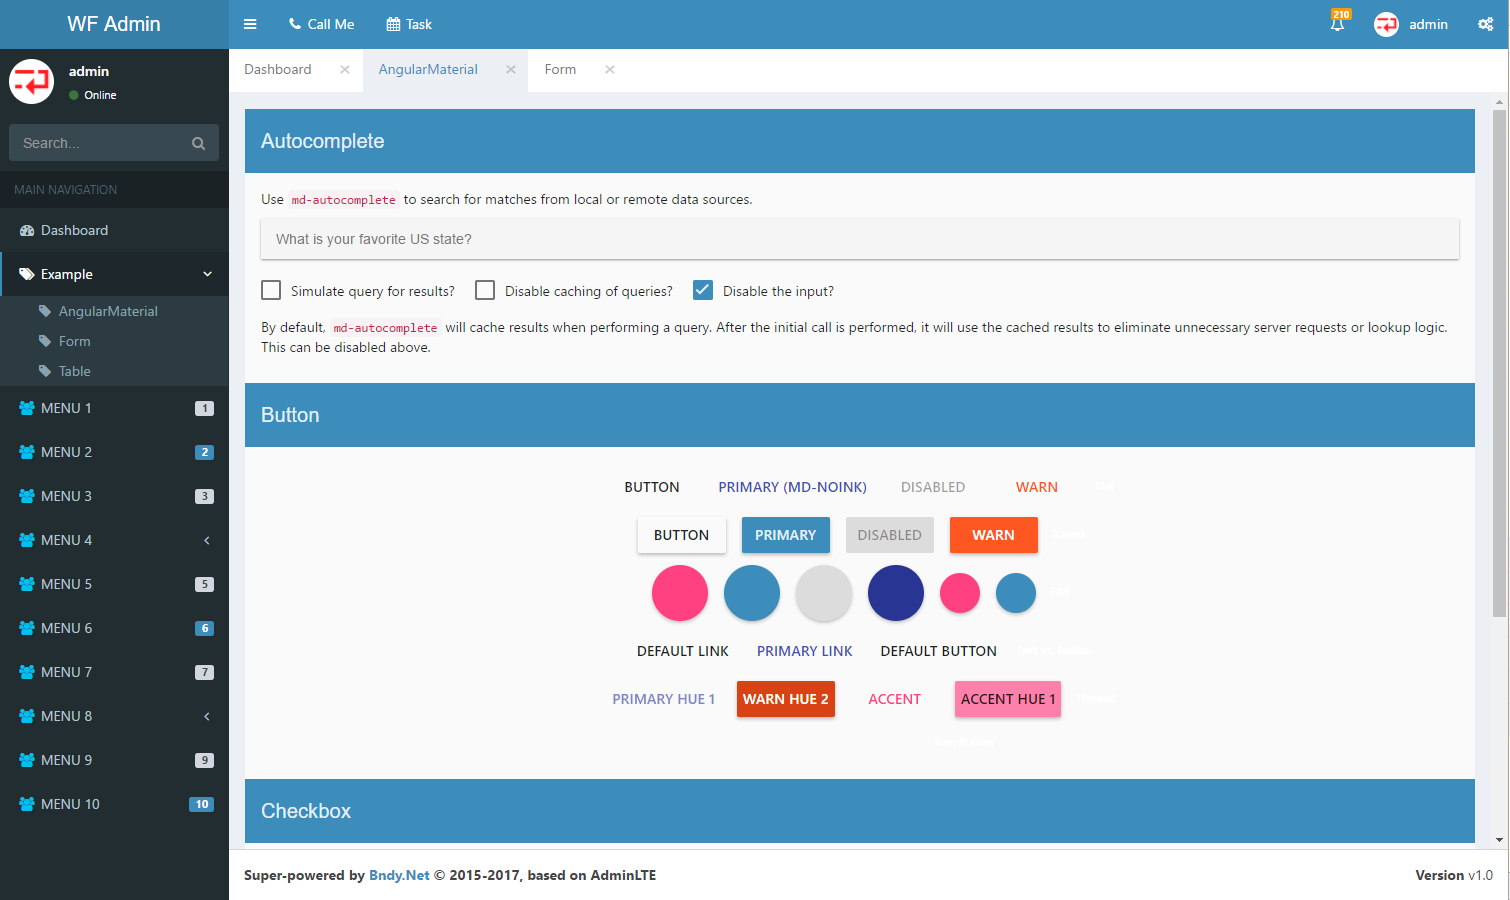 WF Admin
Call Me
Task
210
admin
admin
Online
Search...
MAIN NAVIGATION
Dashboard
Example
AngularMaterial
Form
Table
MENU 1
1
MENU 2
2
MENU 3
3
MENU 4
MENU 5
5
MENU 6
6
MENU 7
7
MENU 8
MENU 9
9
MENU 10
10
Dashboard
AngularMaterial
Form
Autocomplete
Use md-autocomplete to search for matches from local or remote data sources.
What is your favorite US state?
Simulate query for results?
Disable caching of queries?
Disable the input?
By default, md-autocomplete will cache results when performing a query. After the initial call is performed, it will use the cached results to eliminate unnecessary server requests or lookup logic.
This can be disabled above.
Button
BUTTON PRIMARY (MD-NOINK) DISABLED WARN
BUTTON PRIMARY DISABLED WARN
DEFAULT LINK PRIMARY LINK DEFAULT BUTTON
PRIMARY HUE 1 WARN HUE 2 ACCENT ACCENT HUE 1
Checkbox
Super-powered by Bndy.Net © 2015-2017, based on AdminLTE
Version v1.0